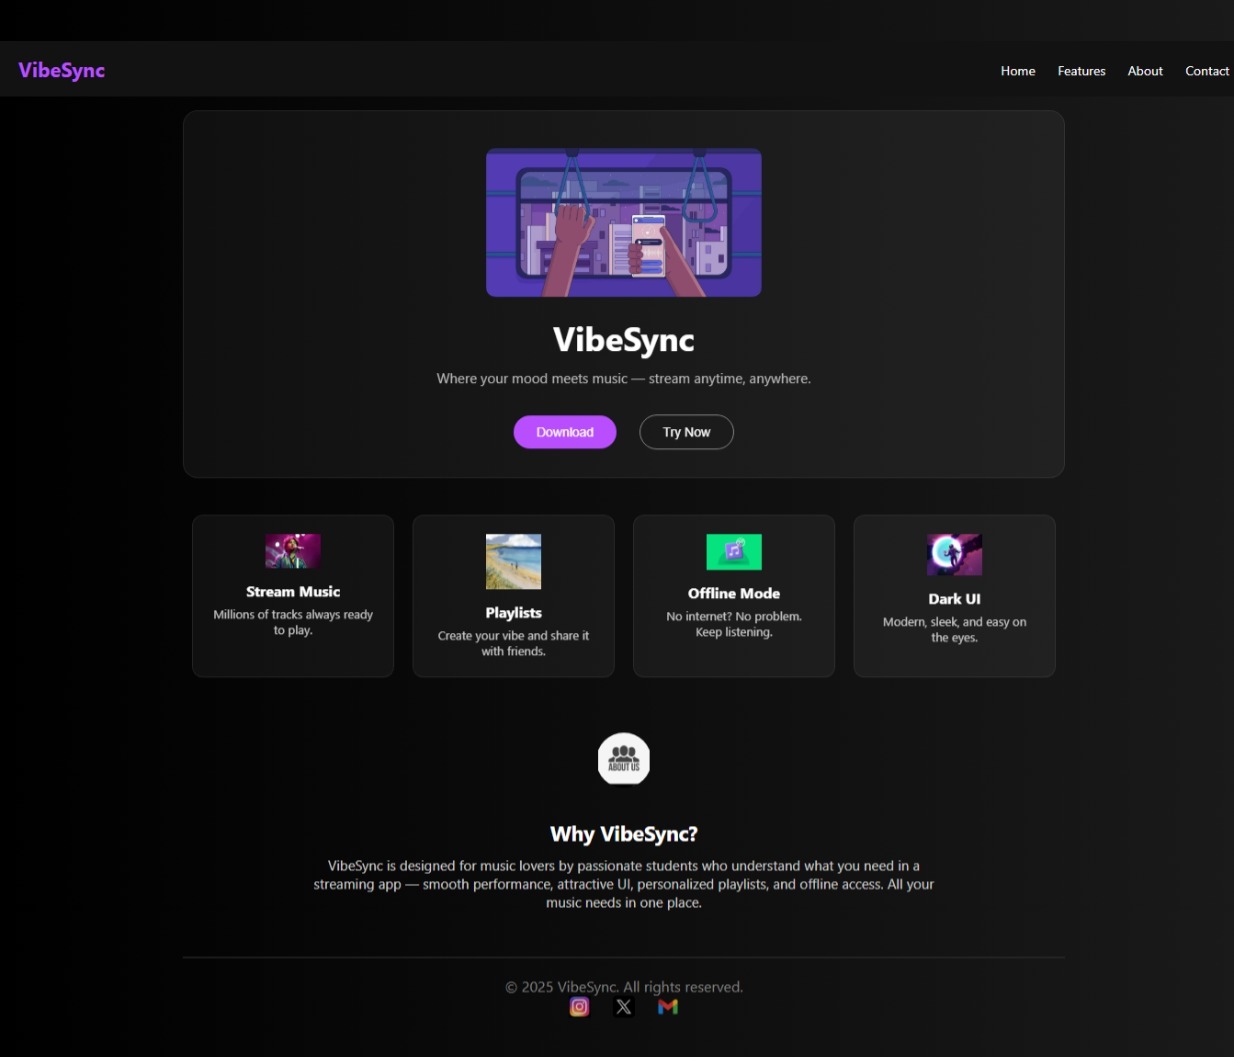 VibeSync
Home Features About Contact
VibeSync
Where your mood meets music — stream anytime, anywhere.
Download Try Now
Stream Music
Millions of tracks always ready
to play.
Playlists
Create your vibe and share it
with friends.
Offline Mode
No internet? No problem.
Keep listening.
Dark UI
Modern, sleek, and easy on
the eyes.
ABOUT US
Why VibeSync?
VibeSync is designed for music lovers by passionate students who understand what you need in a
streaming app — smooth performance, attractive UI, personalized playlists, and offline access. All your
music needs in one place.
© 2025 VibeSync. All rights reserved.